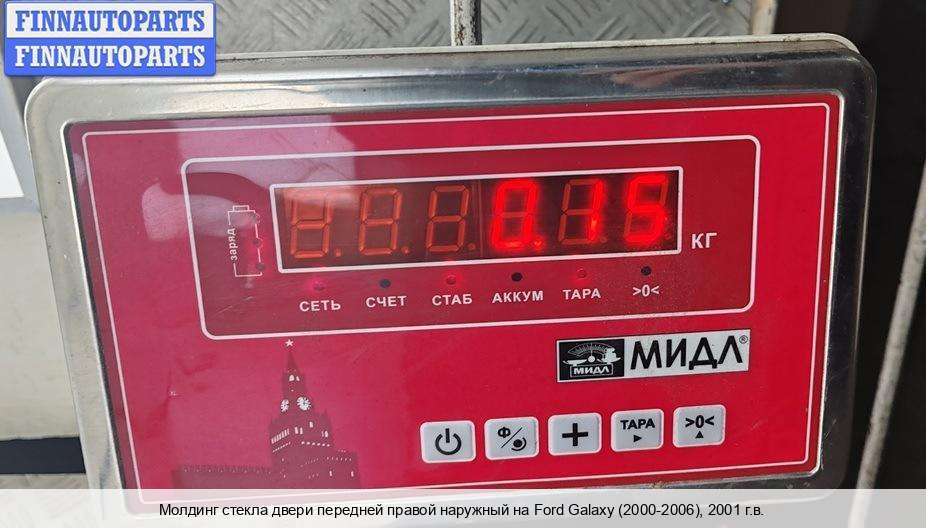 FINNAUTOPARTS
FINNAUTOPARTS
заряд
0.15
КГ
СЕТЬ СЧЕТ СТАБ АККУМ ТАРА >0<
МИДЛ МИДЛ®
Ф ТАРА >0<
Молдинг стекла двери передней правой наружный на Ford Galaxy (2000-2006), 2001 г.в.